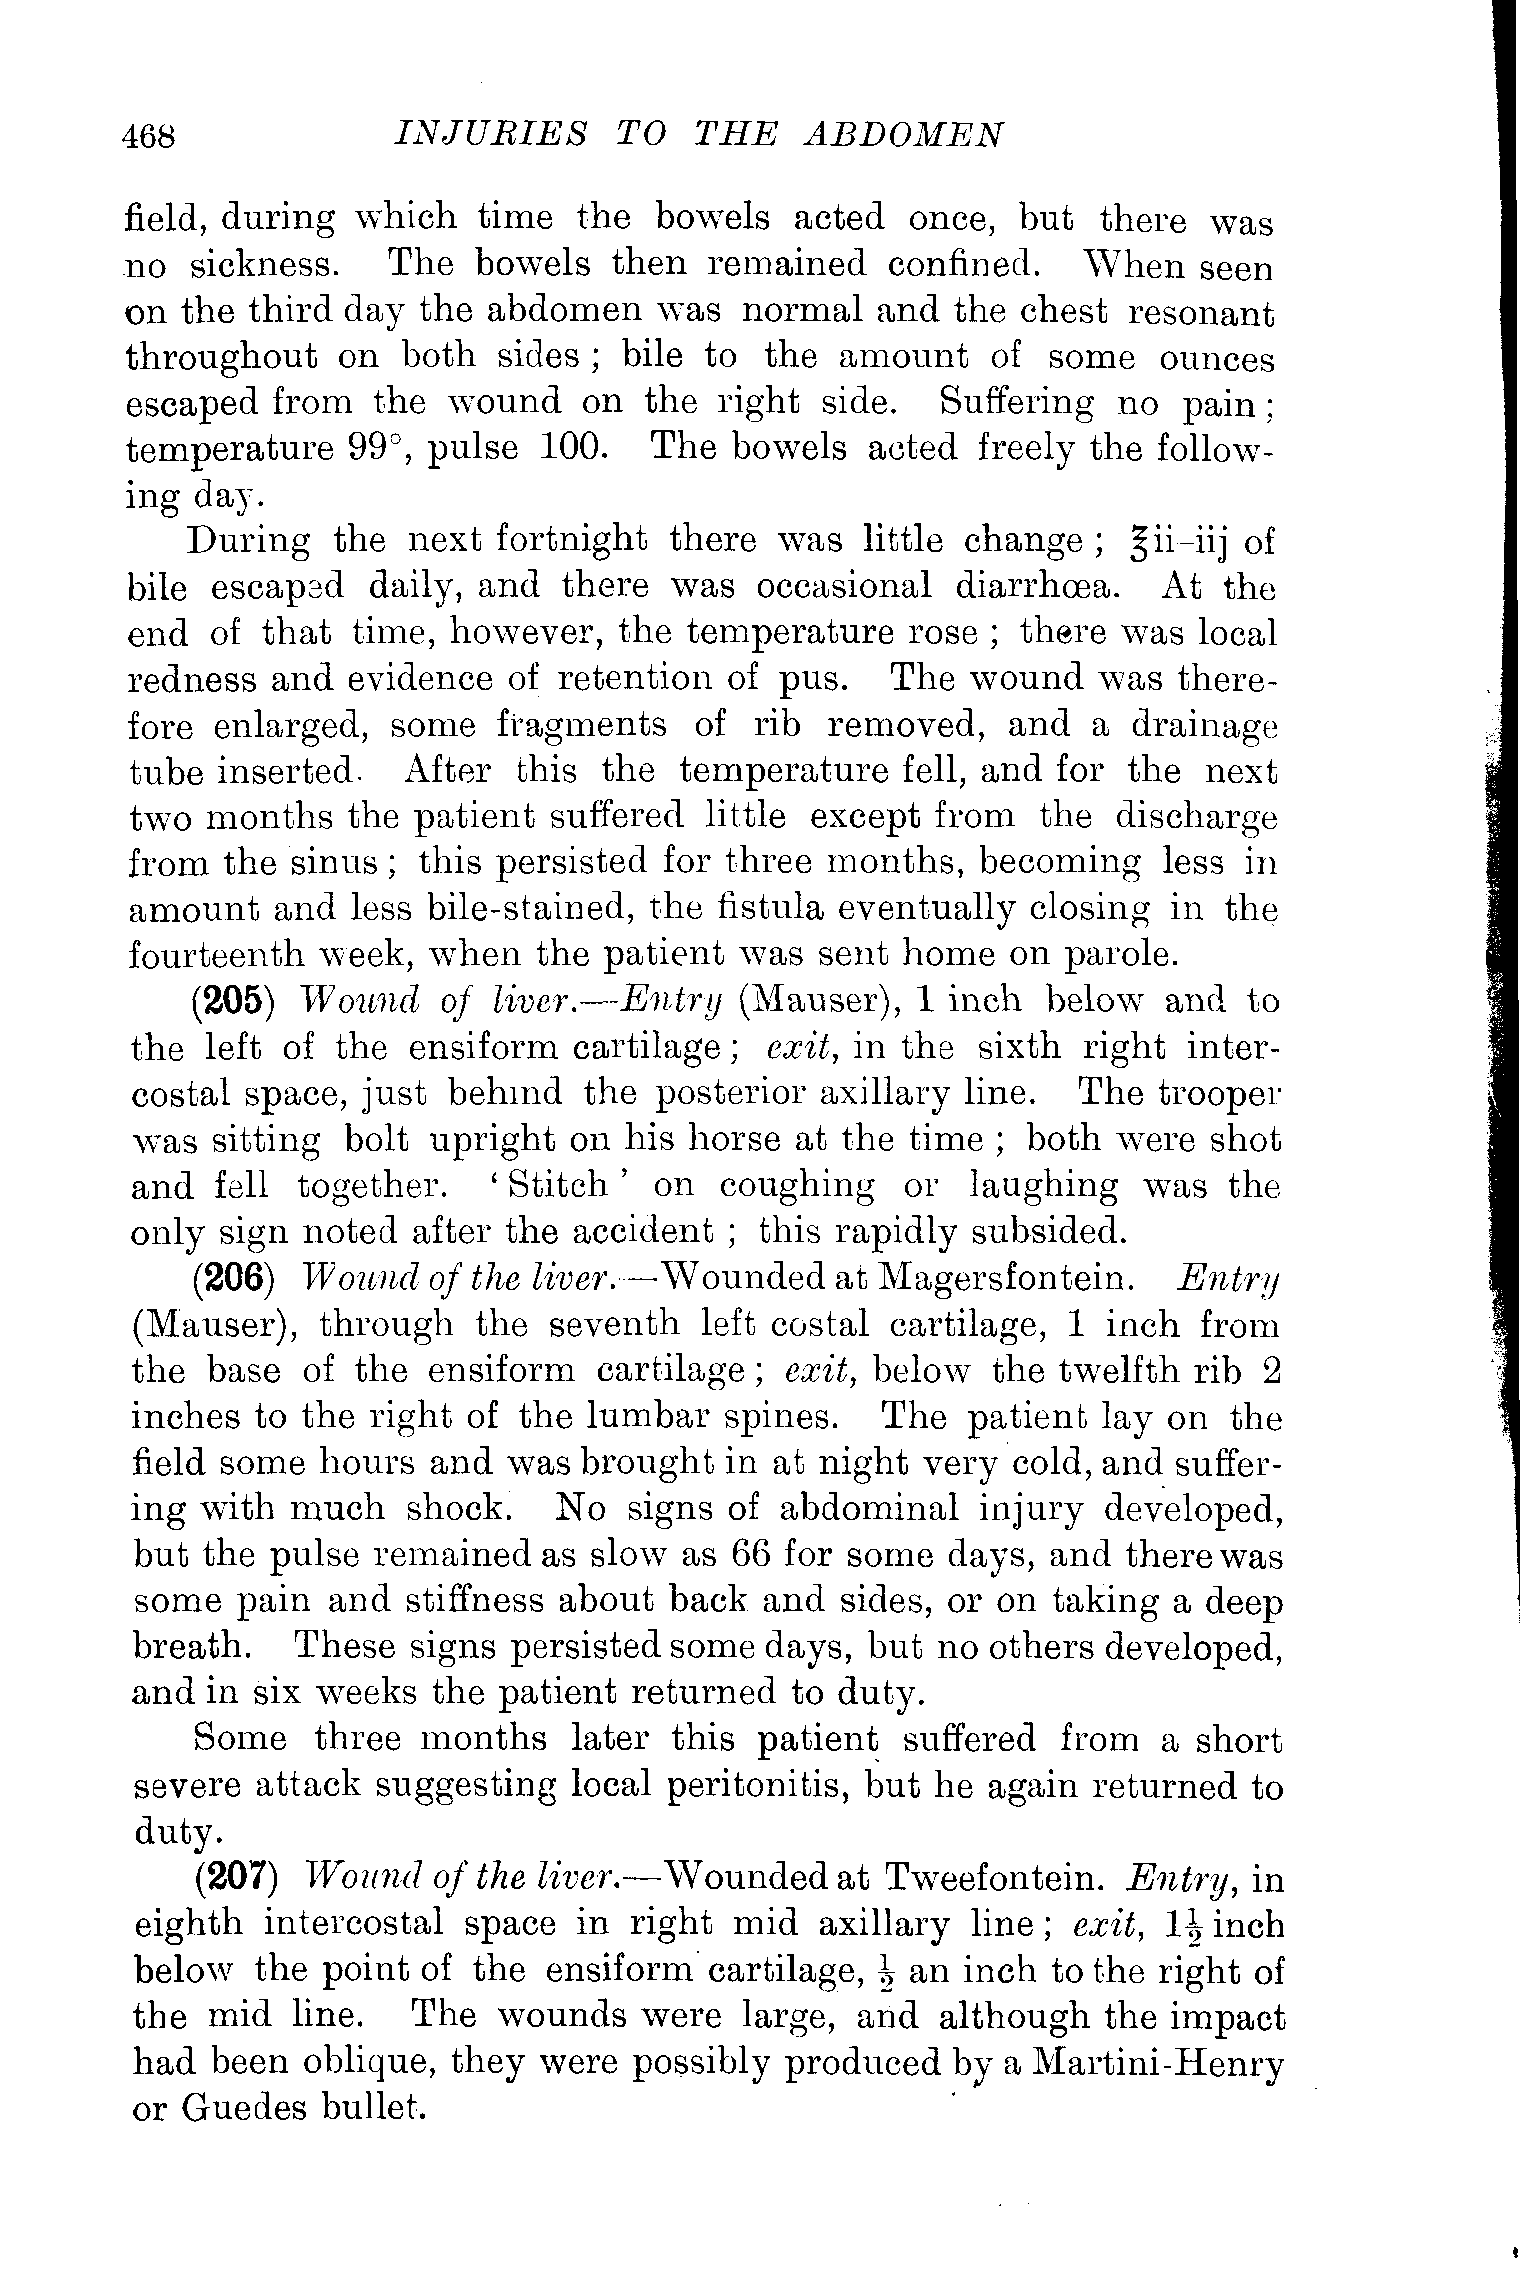 468 INJURIES TO THE ABDOMEN
field, during which time the bowels acted once, but there was
no sickness. The bowels then remained confined. When seen
on the third day the abdomen was normal and the chest resonant
throughout on both sides ; bile to the amount of some ounces
escaped from the wound on the right side. Suffering no pain ;
temperature 99°, pulse 100. The bowels acted freely the follow-
ing day.
During the next fortnight there was little change ; ℥ii–iij of
bile escaped daily, and there was occasional diarrhœa. At the
end of that time, however, the temperature rose ; there was local
redness and evidence of retention of pus. The wound was there-
fore enlarged, some fragments of rib removed, and a drainage
tube inserted. After this the temperature fell, and for the next
two months the patient suffered little except from the discharge
from the sinus ; this persisted for three months, becoming less in
amount and less bile-stained, the fistula eventually closing in the
fourteenth week, when the patient was sent home on parole.
(205) Wound of liver.—Entry (Mauser), 1 inch below and to
the left of the ensiform cartilage ; exit, in the sixth right inter-
costal space, just behind the posterior axillary line. The trooper
was sitting bolt upright on his horse at the time ; both were shot
and fell together. ‘ Stitch ’ on coughing or laughing was the
only sign noted after the accident ; this rapidly subsided.
(206) Wound of the liver.—Wounded at Magersfontein. Entry
(Mauser), through the seventh left costal cartilage, 1 inch from
the base of the ensiform cartilage ; exit, below the twelfth rib 2
inches to the right of the lumbar spines. The patient lay on the
field some hours and was brought in at night very cold, and suffer-
ing with much shock. No signs of abdominal injury developed,
but the pulse remained as slow as 66 for some days, and there was
some pain and stiffness about back and sides, or on taking a deep
breath. These signs persisted some days, but no others developed,
and in six weeks the patient returned to duty.
Some three months later this patient suffered from a short
severe attack suggesting local peritonitis, but he again returned to
duty.
(207) Wound of the liver.—Wounded at Tweefontein. Entry, in
eighth intercostal space in right mid axillary line ; exit, 1½ inch
below the point of the ensiform cartilage, ½ an inch to the right of
the mid line. The wounds were large, and although the impact
had been oblique, they were possibly produced by a Martini-Henry
or Guedes bullet.